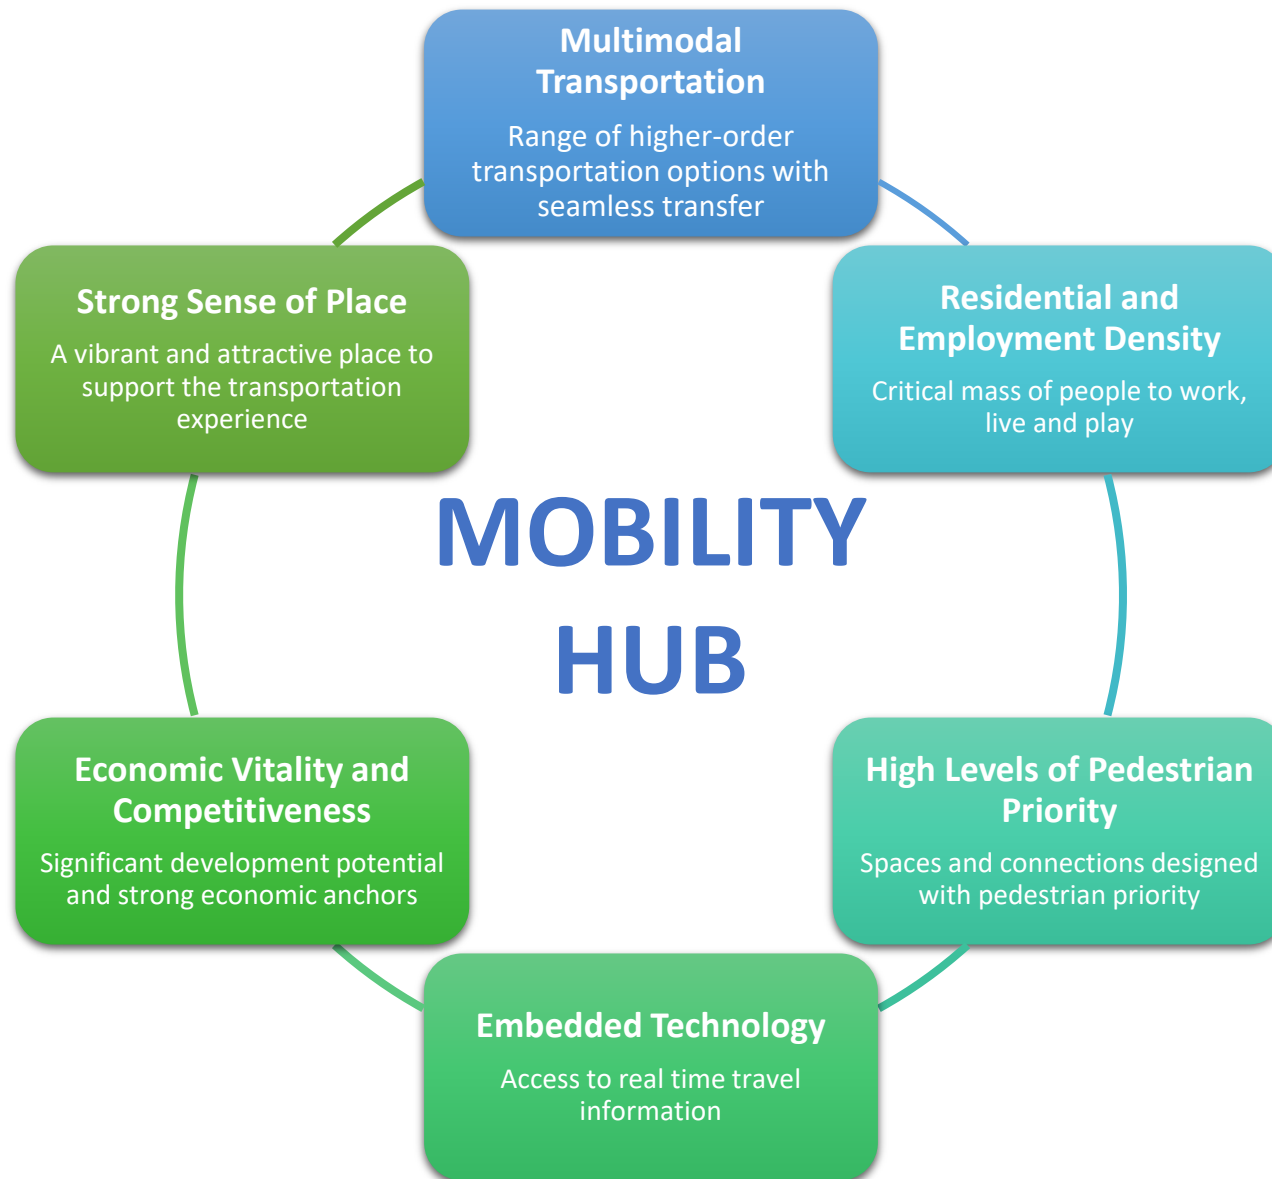 Multimodal
Transportation
Range of higher-order
transportation options with
seamless transfer
Residential and
Employment Density
Critical mass of people to work,
live and play
High Levels of Pedestrian
Priority
Spaces and connections designed
with pedestrian priority
Embedded Technology
Access to real time travel
information
Economic Vitality and
Competitiveness
Significant development potential
and strong economic anchors
Strong Sense of Place
A vibrant and attractive place to
support the transportation
experience
MOBILITY
HUB